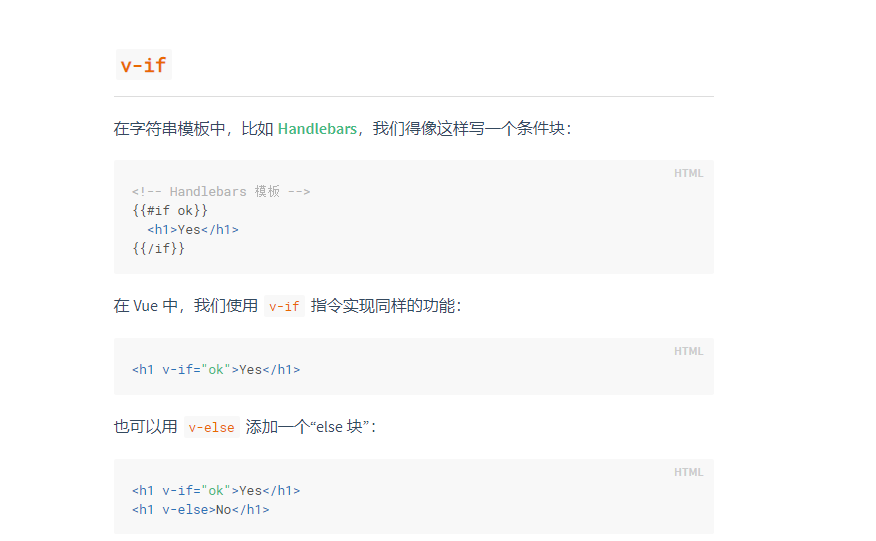 v-if
在字符串模板中，比如 Handlebars，我们得像这样写一个条件块：
HTML
<!-- Handlebars 模板 -->
{{#if ok}}
  <h1>Yes</h1>
{{/if}}
在 Vue 中，我们使用 v-if 指令实现同样的功能：
HTML
<h1 v-if="ok">Yes</h1>
也可以用 v-else 添加一个“else 块”：
HTML
<h1 v-if="ok">Yes</h1>
<h1 v-else>No</h1>